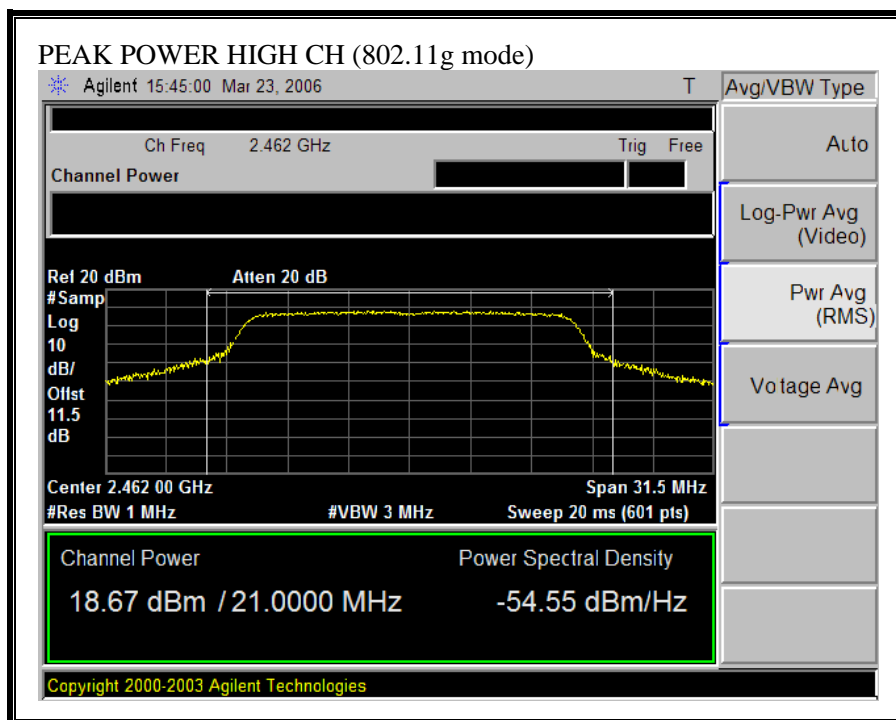 PEAK POWER HIGH CH (802.11g mode)
Agilent 15:45:00 Mar 23, 2006 T
Avg/VBW Type
Ch Freq 2.462 GHz Trig Free
Channel Power
Auto
Log-Pwr Avg
(Video)
Pwr Avg
(RMS)
Vo tage Avg
Ref 20 dBm Atten 20 dB
#Samp
Log
10
dB/
Offst
11.5
dB
Center 2.462 00 GHz Span 31.5 MHz
#Res BW 1 MHz #VBW 3 MHz Sweep 20 ms (601 pts)
Channel Power Power Spectral Density
18.67 dBm / 21.0000 MHz -54.55 dBm/Hz
Copyright 2000-2003 Agilent Technologies